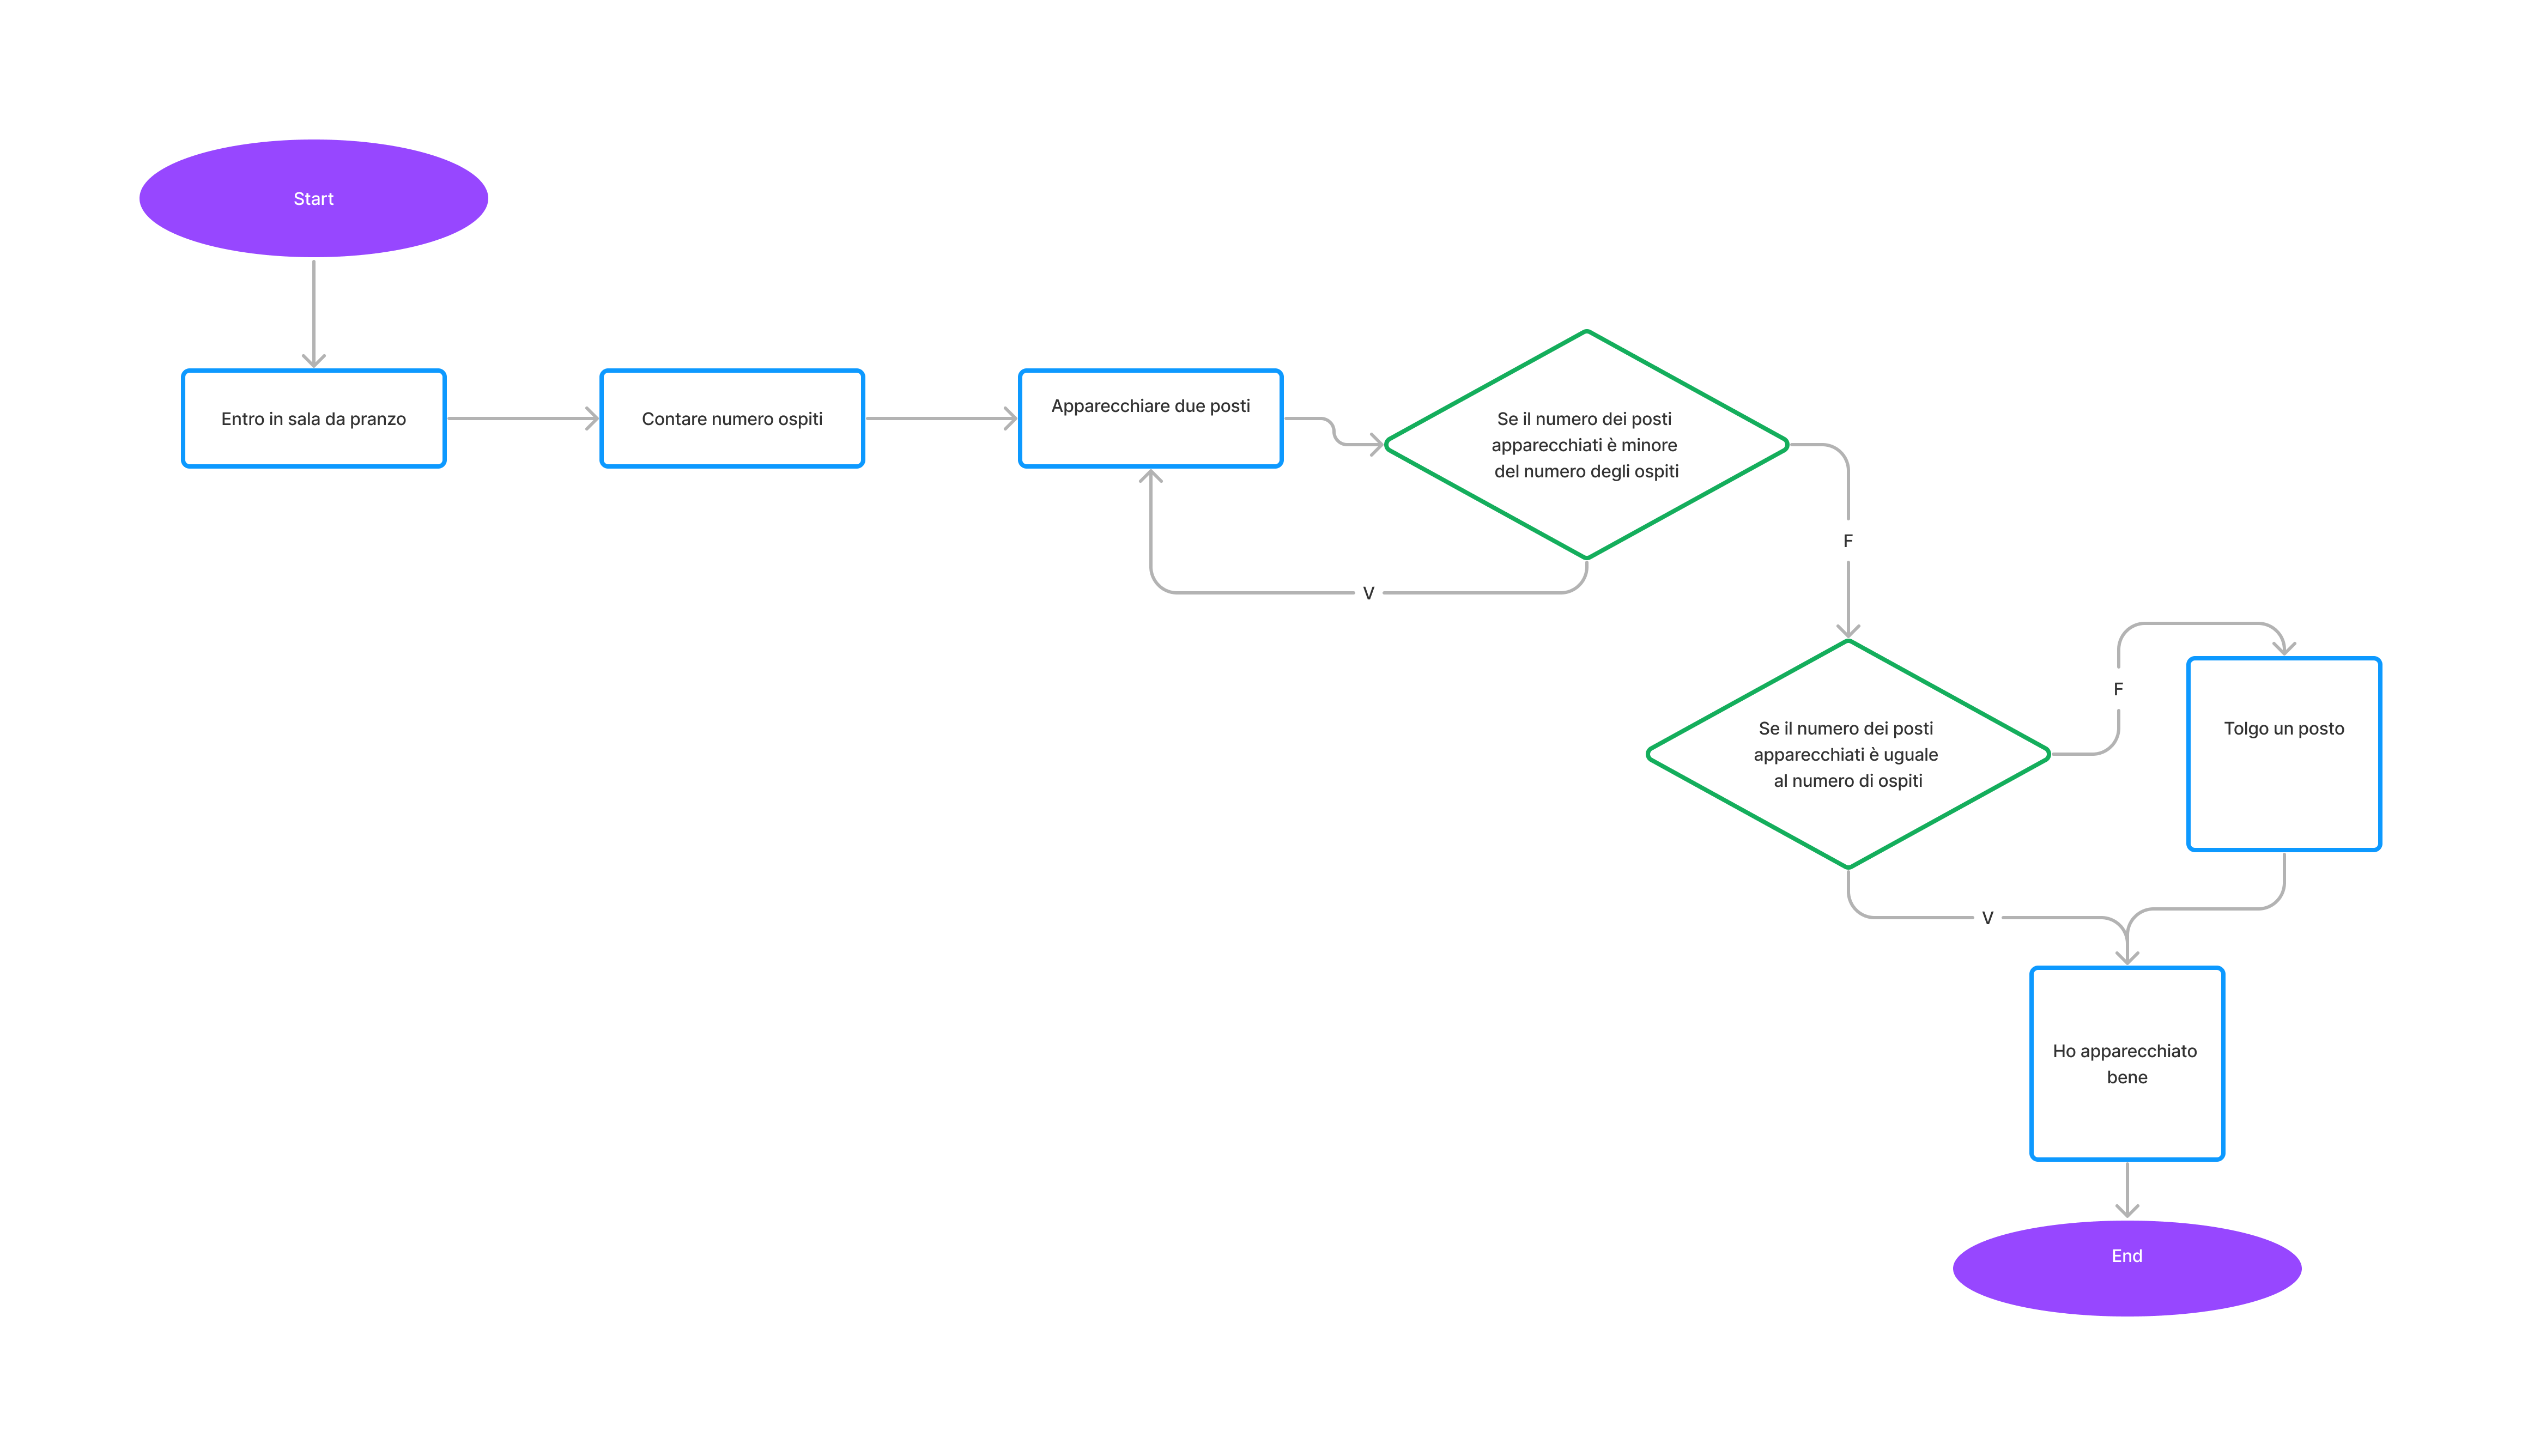 Start
Entro in sala da pranzo
Contare numero ospiti
Apparecchiare due posti
Se il numero dei posti
apparecchiati è minore
del numero degli ospiti
F
V
Se il numero dei posti
apparecchiati è uguale
al numero di ospiti
F
Tolgo un posto
V
Ho apparecchiato
bene
End